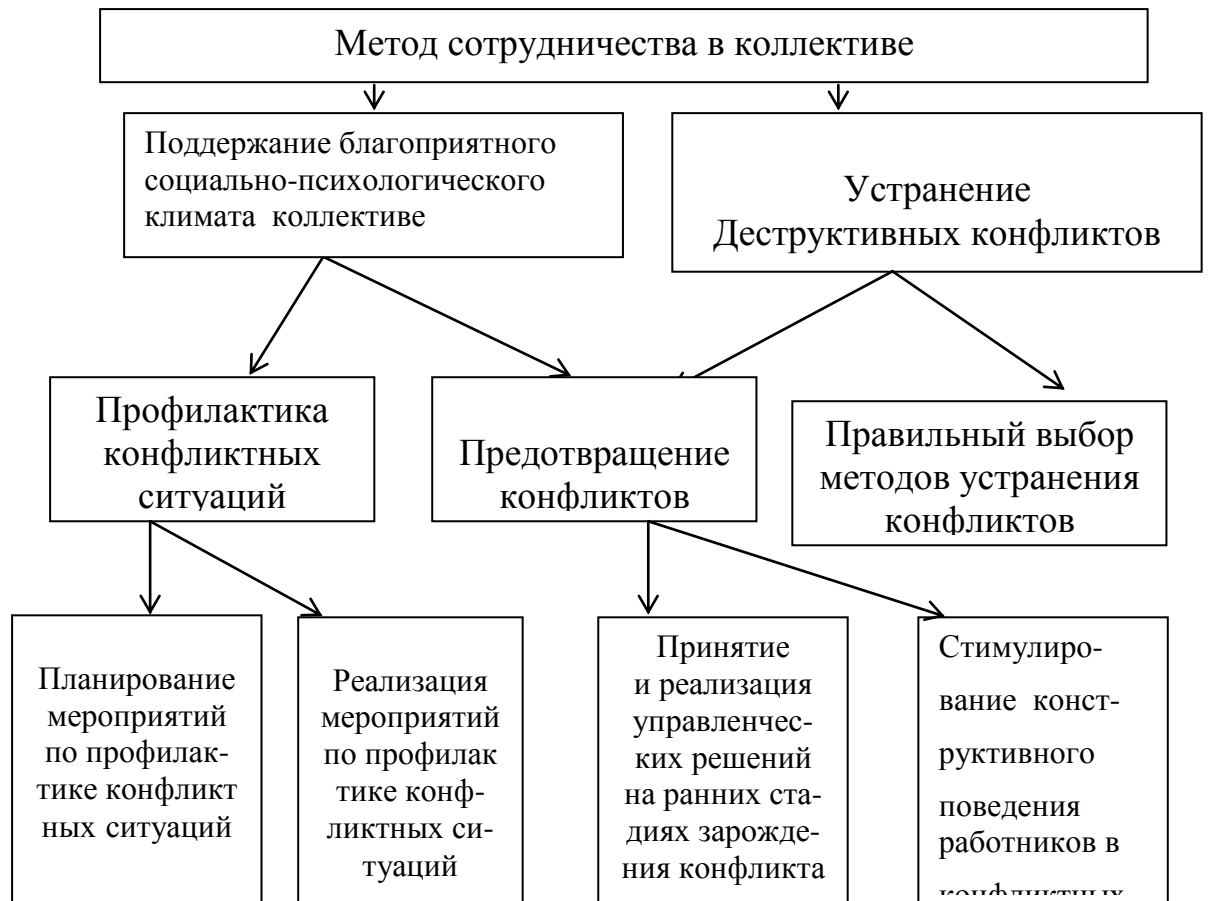 Метод сотрудничества в коллективе
Поддержание благоприятного
социально-психологического
климата коллективе
Устранение
Деструктивных конфликтов
Профилактика
конфликтных
ситуаций
Предотвращение
конфликтов
Правильный выбор
методов устранения
конфликтов
Планирование
мероприятий
по профилак-
тике конфликт
ных ситуаций
Реализация
мероприятий
по профилак
тике конф-
ликтных си-
туаций
Принятие
и реализация
управленчес-
ких решений
на ранних ста-
диях зарожде-
ния конфликта
Стимулиро-
вание конст-
руктивного
поведения
работников в
конфликтных